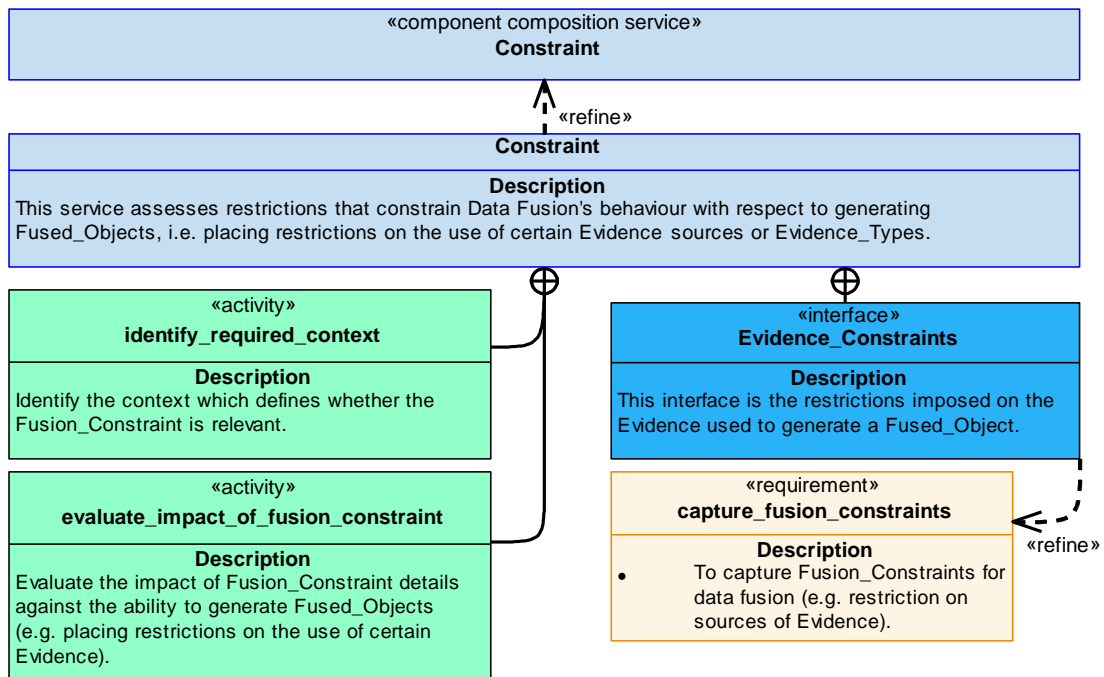 «component composition service»
Constraint
«refine»
Constraint
Description
This service assesses restrictions that constrain Data Fusion's behaviour with respect to generating
Fused_Objects, i.e. placing restrictions on the use of certain Evidence sources or Evidence_Types.
«activity»
identify_required_context
Description
Identify the context which defines whether the
Fusion_Constraint is relevant.
«interface»
Evidence_Constraints
Description
This interface is the restrictions imposed on the
Evidence used to generate a Fused_Object.
«activity»
evaluate_impact_of_fusion_constraint
Description
Evaluate the impact of Fusion_Constraint details
against the ability to generate Fused_Objects
(e.g. placing restrictions on the use of certain
Evidence).
«requirement»
capture_fusion_constraints
Description
• To capture Fusion_Constraints for
data fusion (e.g. restriction on
sources of Evidence).
«refine»